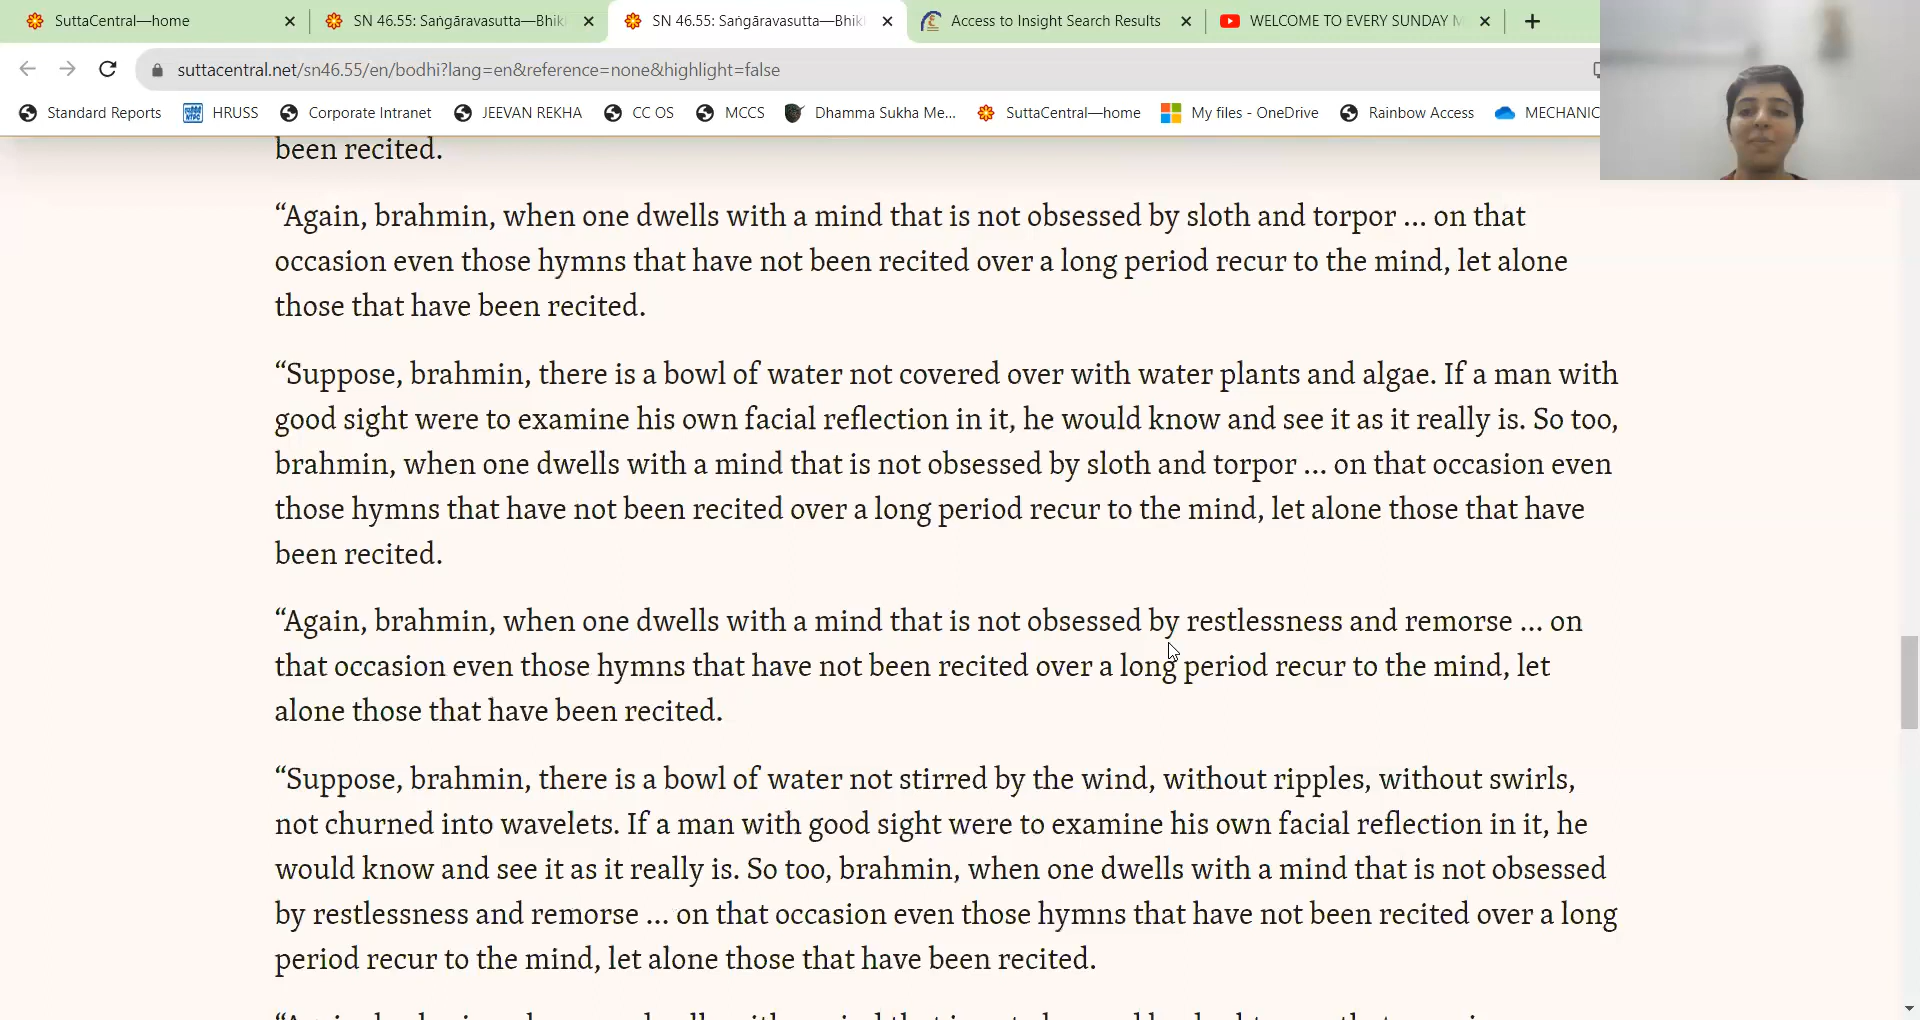 SuttaCentral—home
SN 46.55: Saṅgāravasutta—Bhik
SN 46.55: Saṅgāravasutta—Bhik
Access to Insight Search Results
WELCOME TO EVERY SUNDAY M
suttacentral.net/sn46.55/en/bodhi?lang=en&reference=none&highlight=false
Standard Reports
HRUSS
Corporate Intranet
JEEVAN REKHA
CC OS
MCCS
Dhamma Sukha Me...
SuttaCentral—home
My files - OneDrive
Rainbow Access
MECHANIC
been recited.
“Again, brahmin, when one dwells with a mind that is not obsessed by sloth and torpor … on that
occasion even those hymns that have not been recited over a long period recur to the mind, let alone
those that have been recited.
“Suppose, brahmin, there is a bowl of water not covered over with water plants and algae. If a man with
good sight were to examine his own facial reflection in it, he would know and see it as it really is. So too,
brahmin, when one dwells with a mind that is not obsessed by sloth and torpor … on that occasion even
those hymns that have not been recited over a long period recur to the mind, let alone those that have
been recited.
“Again, brahmin, when one dwells with a mind that is not obsessed by restlessness and remorse … on
that occasion even those hymns that have not been recited over a long period recur to the mind, let
alone those that have been recited.
“Suppose, brahmin, there is a bowl of water not stirred by the wind, without ripples, without swirls,
not churned into wavelets. If a man with good sight were to examine his own facial reflection in it, he
would know and see it as it really is. So too, brahmin, when one dwells with a mind that is not obsessed
by restlessness and remorse … on that occasion even those hymns that have not been recited over a long
period recur to the mind, let alone those that have been recited.